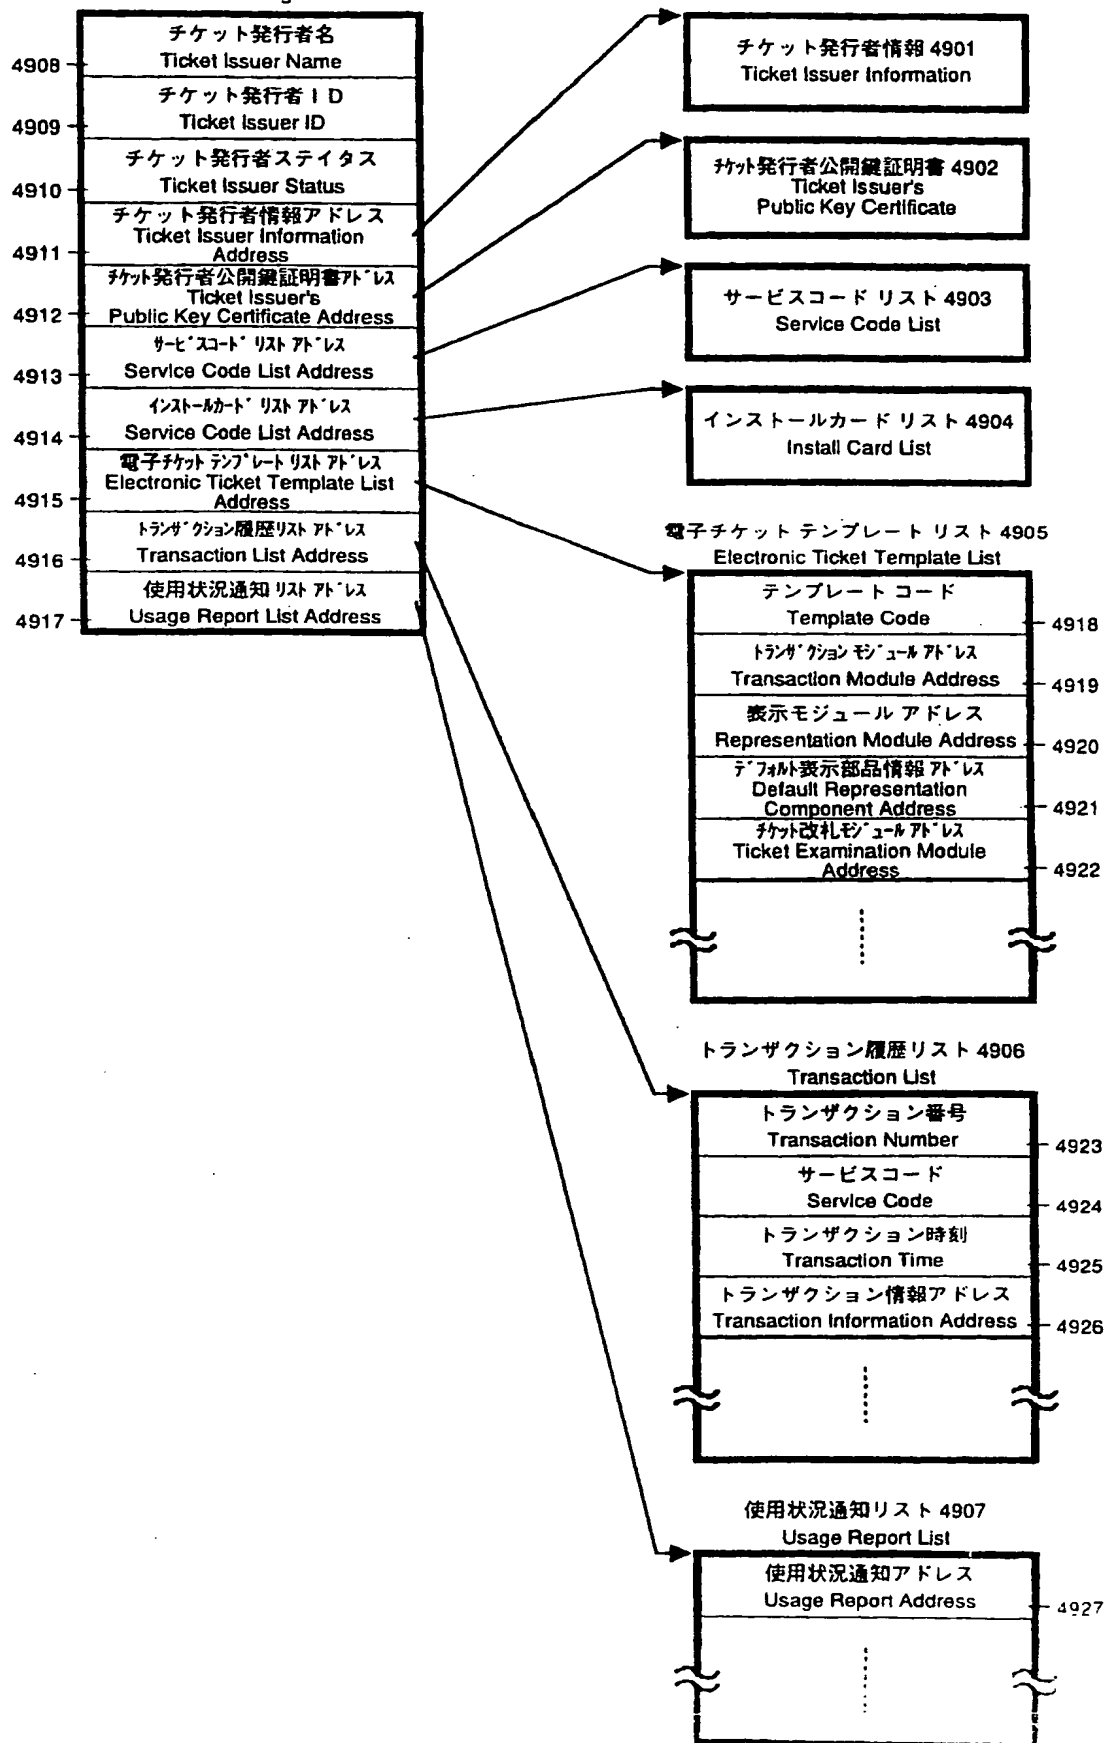 チケット発行者名
Ticket Issuer Name
4908
チケット発行者ID
Ticket Issuer ID
4909
チケット発行者ステイタス
Ticket Issuer Status
4910
チケット発行者情報アドレス
Ticket Issuer Information
Address
4911
チケット発行者公開鍵証明書アドレス
Ticket Issuer's
Public Key Certificate Address
4912
サービスコード リスト アドレス
Service Code List Address
4913
インストールカード リスト アドレス
Service Code List Address
4914
電子チケット テンプレート リスト アドレス
Electronic Ticket Template List
Address
4915
トランザクション履歴リスト アドレス
Transaction List Address
4916
使用状況通知 リスト アドレス
Usage Report List Address
4917
チケット発行者情報 4901
Ticket Issuer Information
チケット発行者公開鍵証明書 4902
Ticket Issuer's
Public Key Certificate
サービスコード リスト 4903
Service Code List
インストールカード リスト 4904
Install Card List
電子チケット テンプレート リスト 4905
Electronic Ticket Template List
テンプレート コード
Template Code
4918
トランザクション モジュール アドレス
Transaction Module Address
4919
表示モジュール アドレス
Representation Module Address
4920
デフォルト表示部品情報 アドレス
Default Representation
Component Address
4921
チケット改札モジュール アドレス
Ticket Examination Module
Address
4922
トランザクション履歴リスト 4906
Transaction List
トランザクション番号
Transaction Number
4923
サービスコード
Service Code
4924
トランザクション時刻
Transaction Time
4925
トランザクション情報アドレス
Transaction Information Address
4926
使用状況通知リスト 4907
Usage Report List
使用状況通知アドレス
Usage Report Address
4927